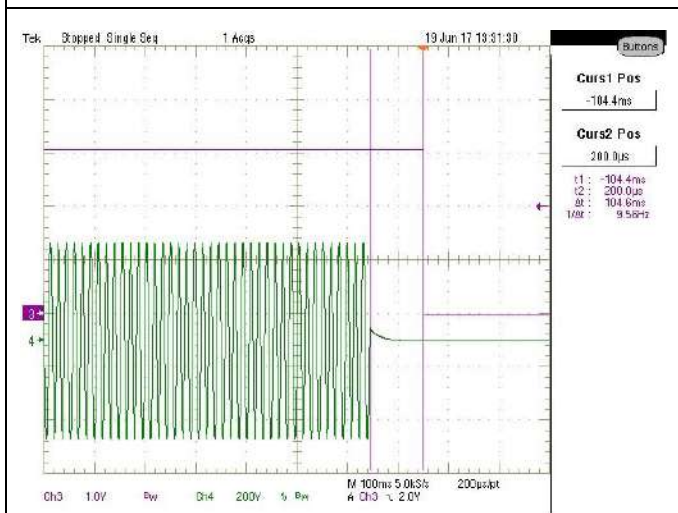 Tek Stopped Single Seq 1 Acqs 19 Jun 17 13:31:30
Buttons
Curs1 Pos
-104.4ms
Curs2 Pos
200.0µs
t1 : -104.4ms
t2 : 200.0µs
Δt : 104.6ms
1/Δt : 9.56Hz
3
4
M 100ms 5.0kS/s 200µs/pt
Ch3 1.0V Bw Ch4 200V Bw A Ch3 2.0V